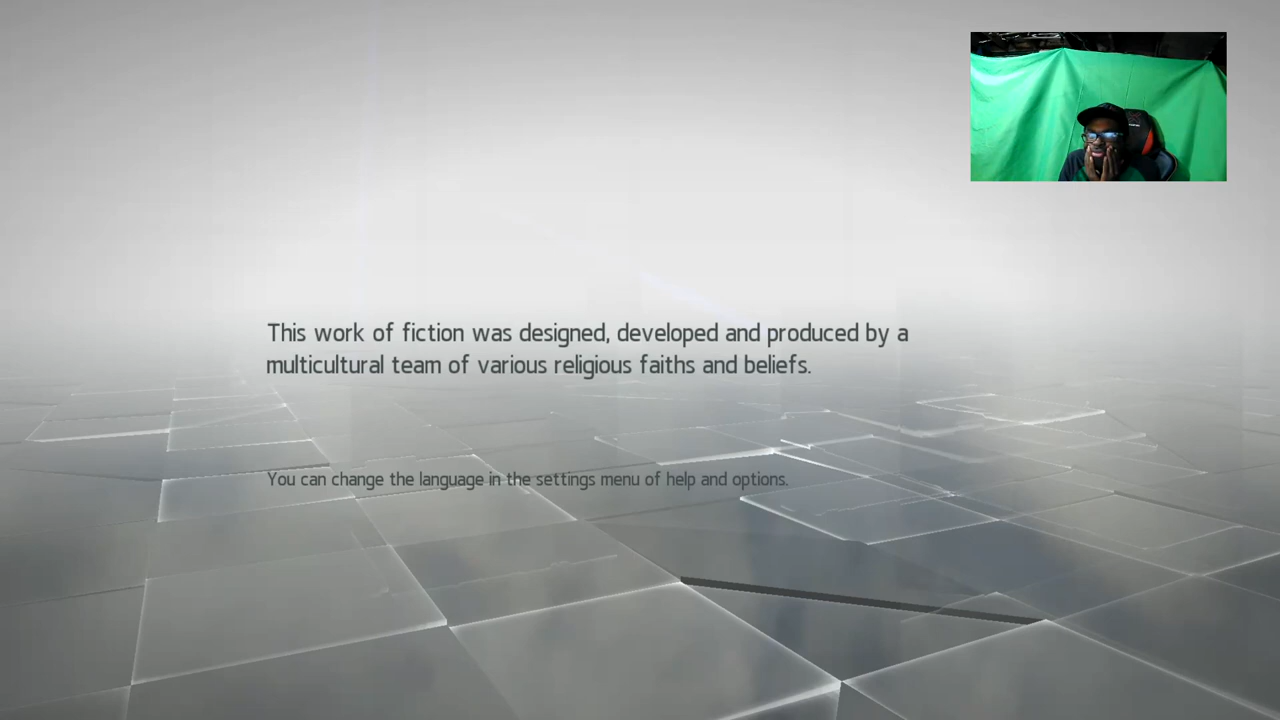 This work of fiction was designed, developed and produced by a
multicultural team of various religious faiths and beliefs.
You can change the language in the settings menu of help and options.